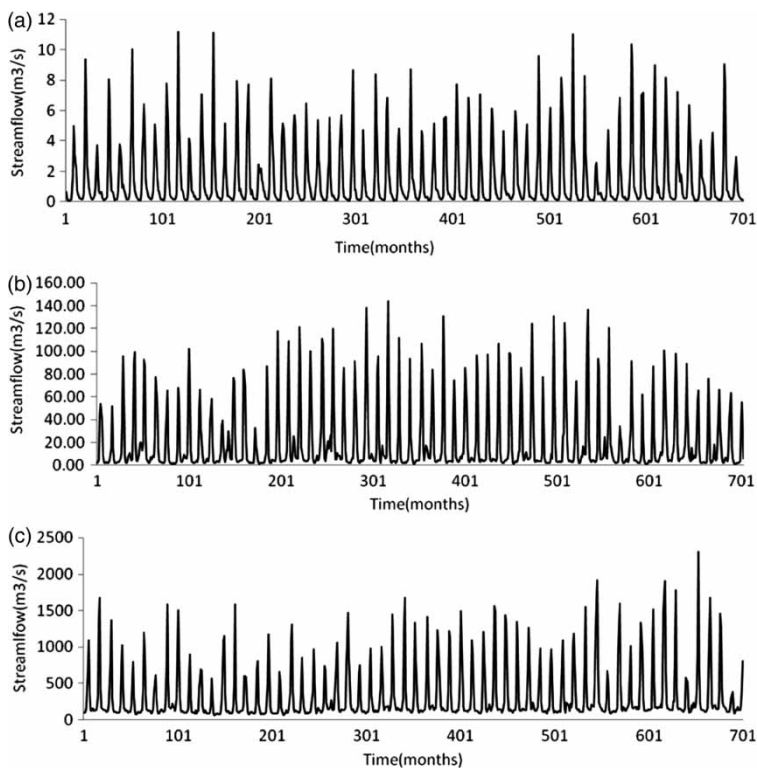 (a)
12
10
8
6
4
2
0
Streamflow(m3/s)
1 101 201 301 401 501 601 701
Time(months)
(b)
160.00
140.00
120.00
100.00
80.00
60.00
40.00
20.00
0.00
Streamflow(m3/s)
1 101 201 301 401 501 601 701
Time(months)
(c)
2500
2000
1500
1000
500
0
Streamlfow(m3/s)
1 101 201 301 401 501 601 701
Time(months)